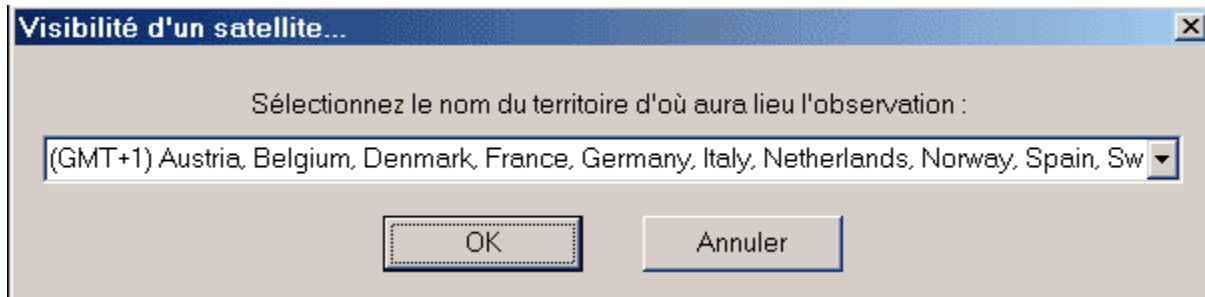 Visibilité d'un satellite...
Sélectionnez le nom du territoire d'où aura lieu l'observation :
(GMT+1) Austria, Belgium, Denmark, France, Germany, Italy, Netherlands, Norway, Spain, Sw
OK Annuler